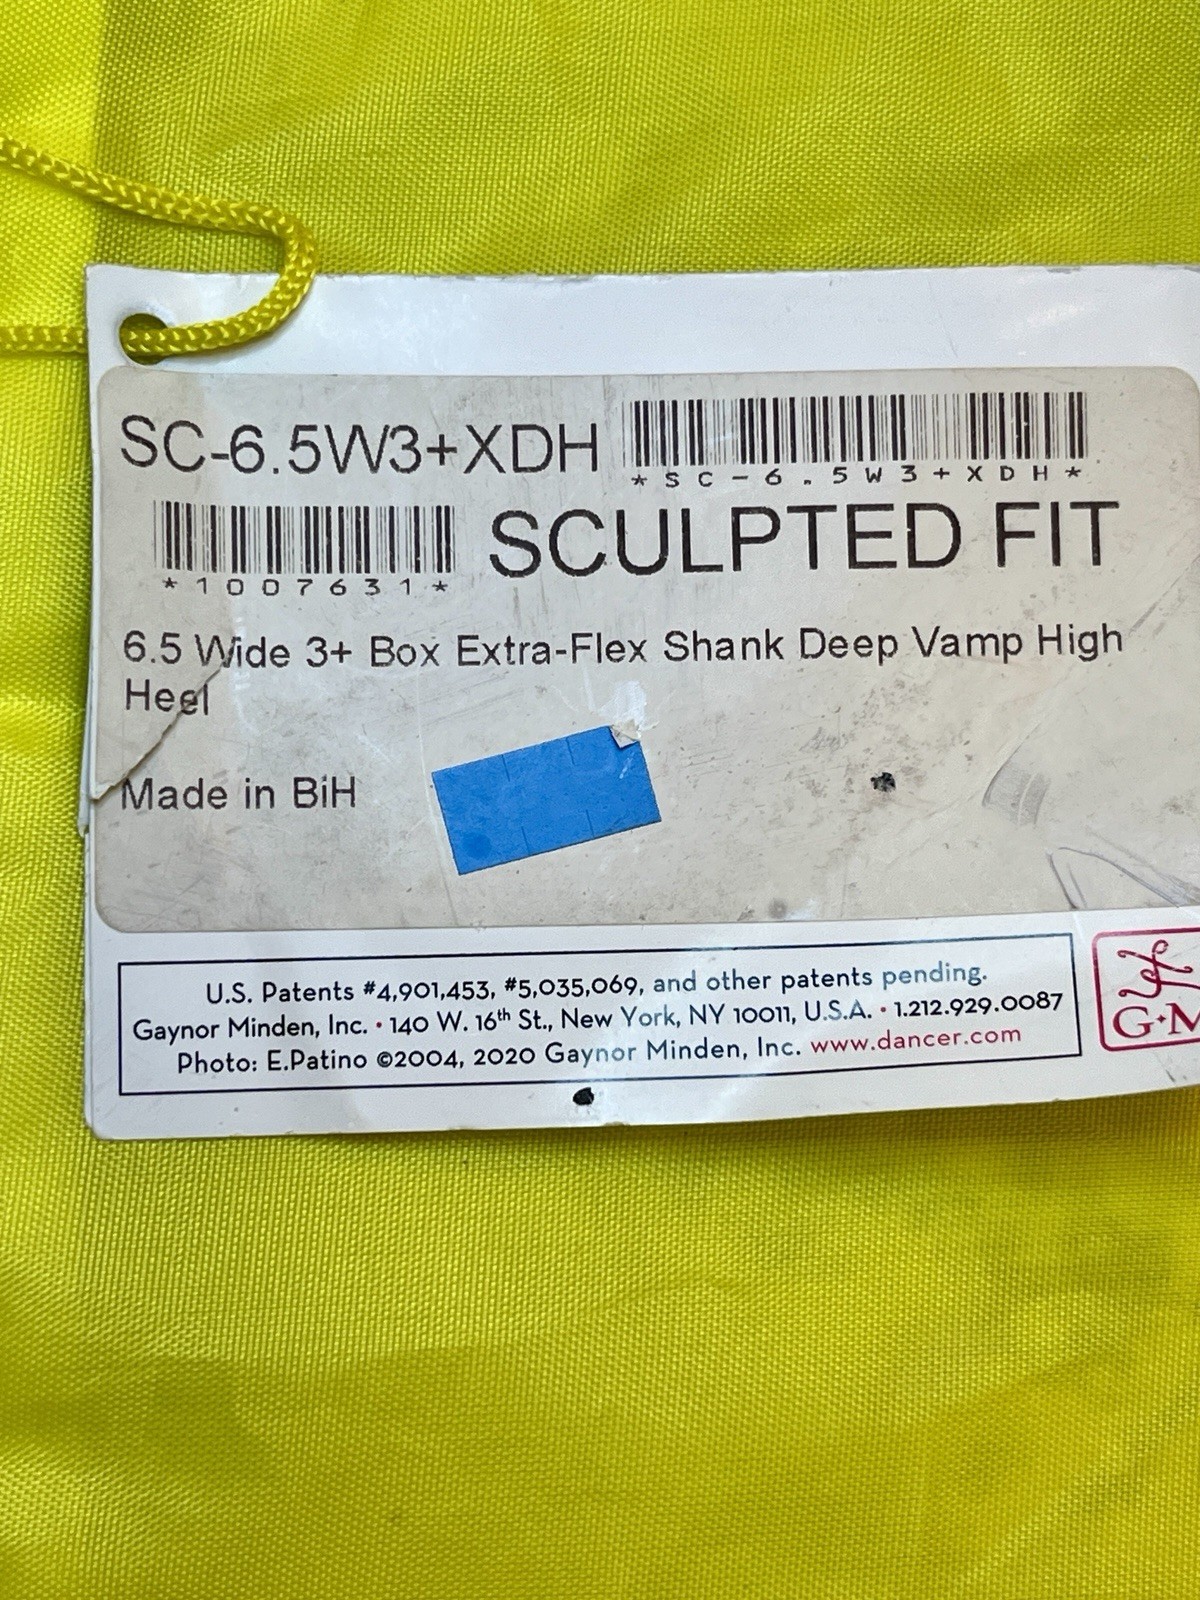 SC-6.5W3+XDH
*SC-6.5W3+XDH*
*1007631*
SCULPTED FIT
6.5 Wide 3+ Box Extra-Flex Shank Deep Vamp High
Heel
Made in BiH
U.S. Patents #4,901,453, #5,035,069, and other patents pending.
Gaynor Minden, Inc. • 140 W. 16th St., New York, NY 10011, U.S.A. • 1.212.929.0087
Photo: E.Patino ©2004, 2020 Gaynor Minden, Inc. www.dancer.com
G•M